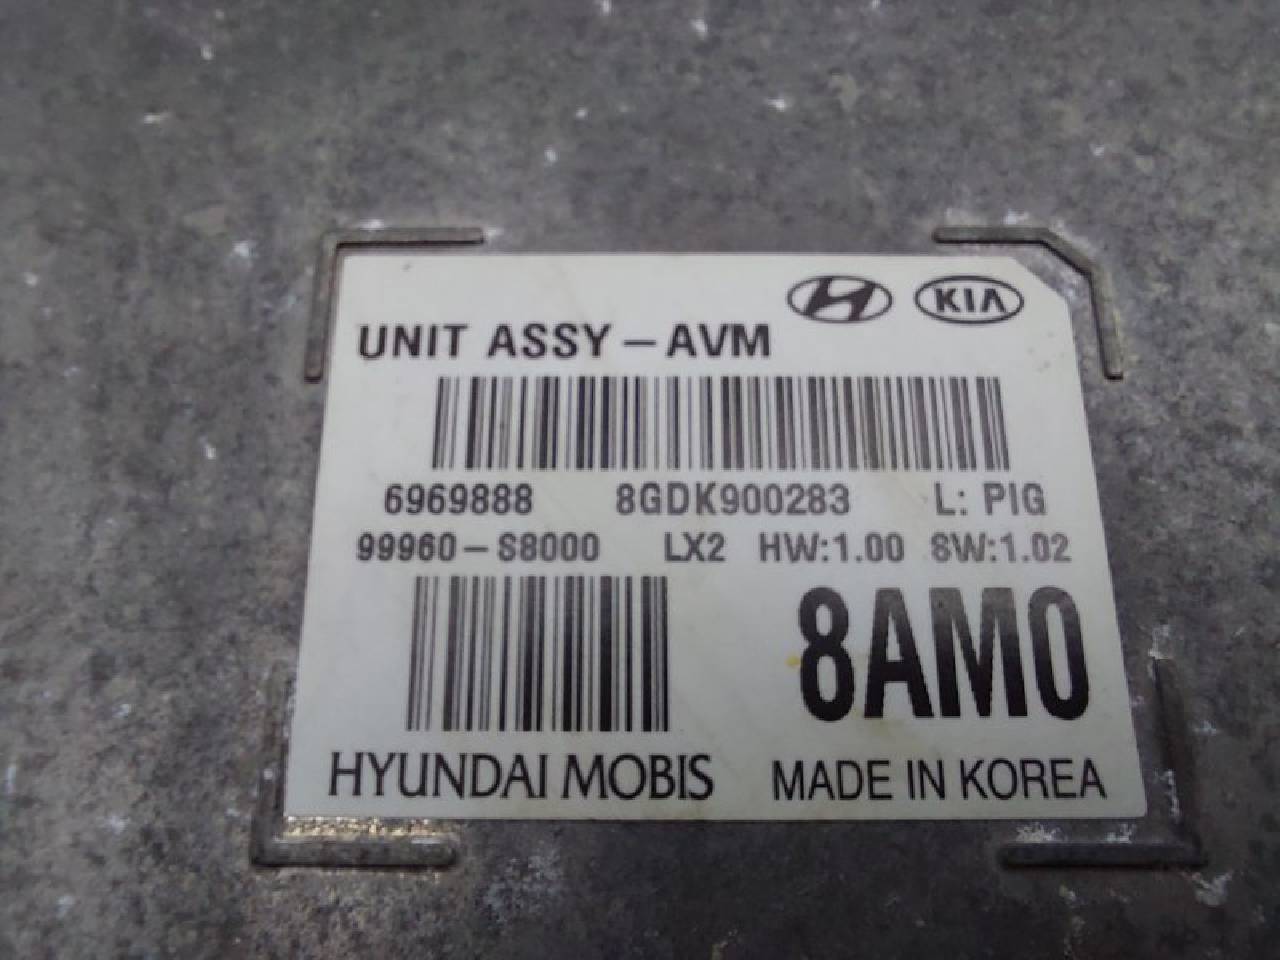 KIA
UNIT ASSY-AVM
6969888 8GDK900283 L: PIG
99960-S8000 LX2 HW:1.00 SW:1.02
8AM0
HYUNDAI MOBIS MADE IN KOREA